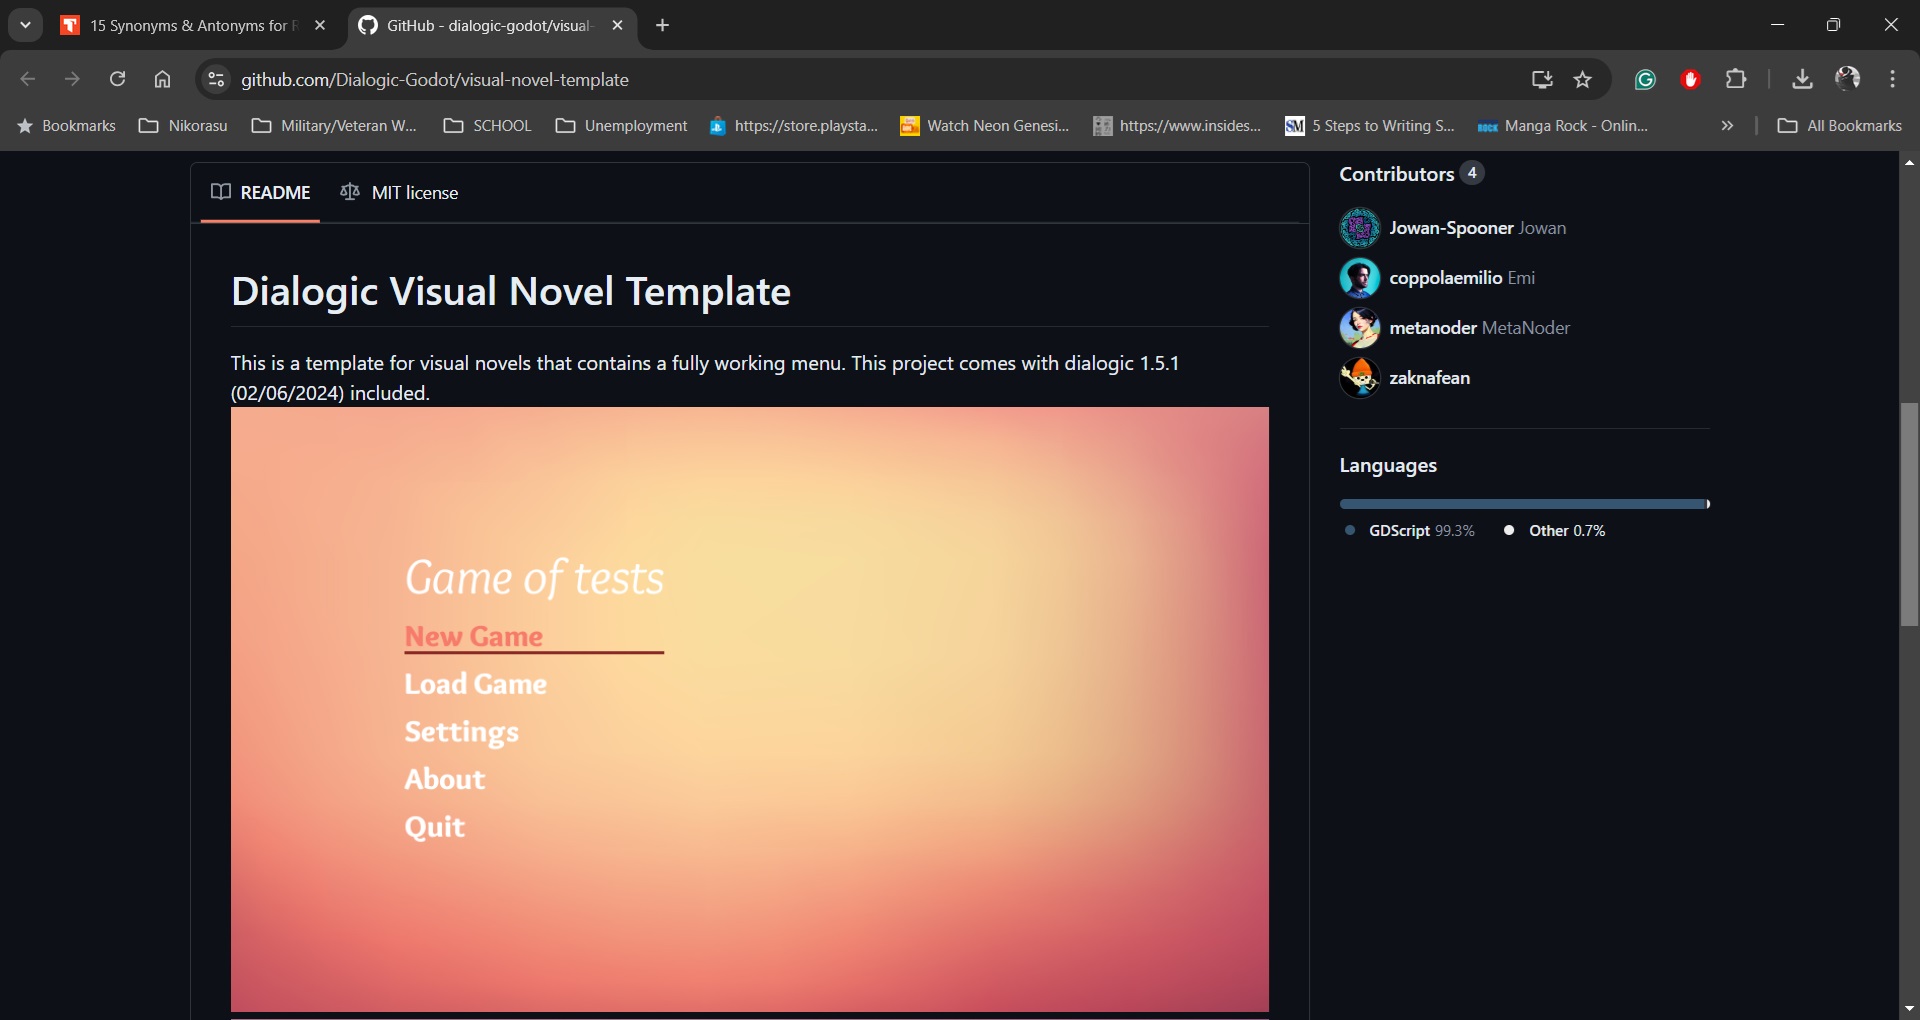 15 Synonyms & Antonyms for
GitHub - dialogic-godot/visual-
github.com/Dialogic-Godot/visual-novel-template
Bookmarks
Nikorasu
Military/Veteran W...
SCHOOL
Unemployment
https://store.playsta...
Watch Neon Genesi...
https://www.insides...
SM
5 Steps to Writing S...
ROCK
Manga Rock - Onlin...
All Bookmarks
README
MIT license
Dialogic Visual Novel Template
This is a template for visual novels that contains a fully working menu. This project comes with dialogic 1.5.1
(02/06/2024) included.
Game of tests
New Game
Load Game
Settings
About
Quit
Contributors 4
Jowan-Spooner Jowan
coppolaemilio Emi
metanoder MetaNoder
zaknafean
Languages
GDScript 99.3%
Other 0.7%